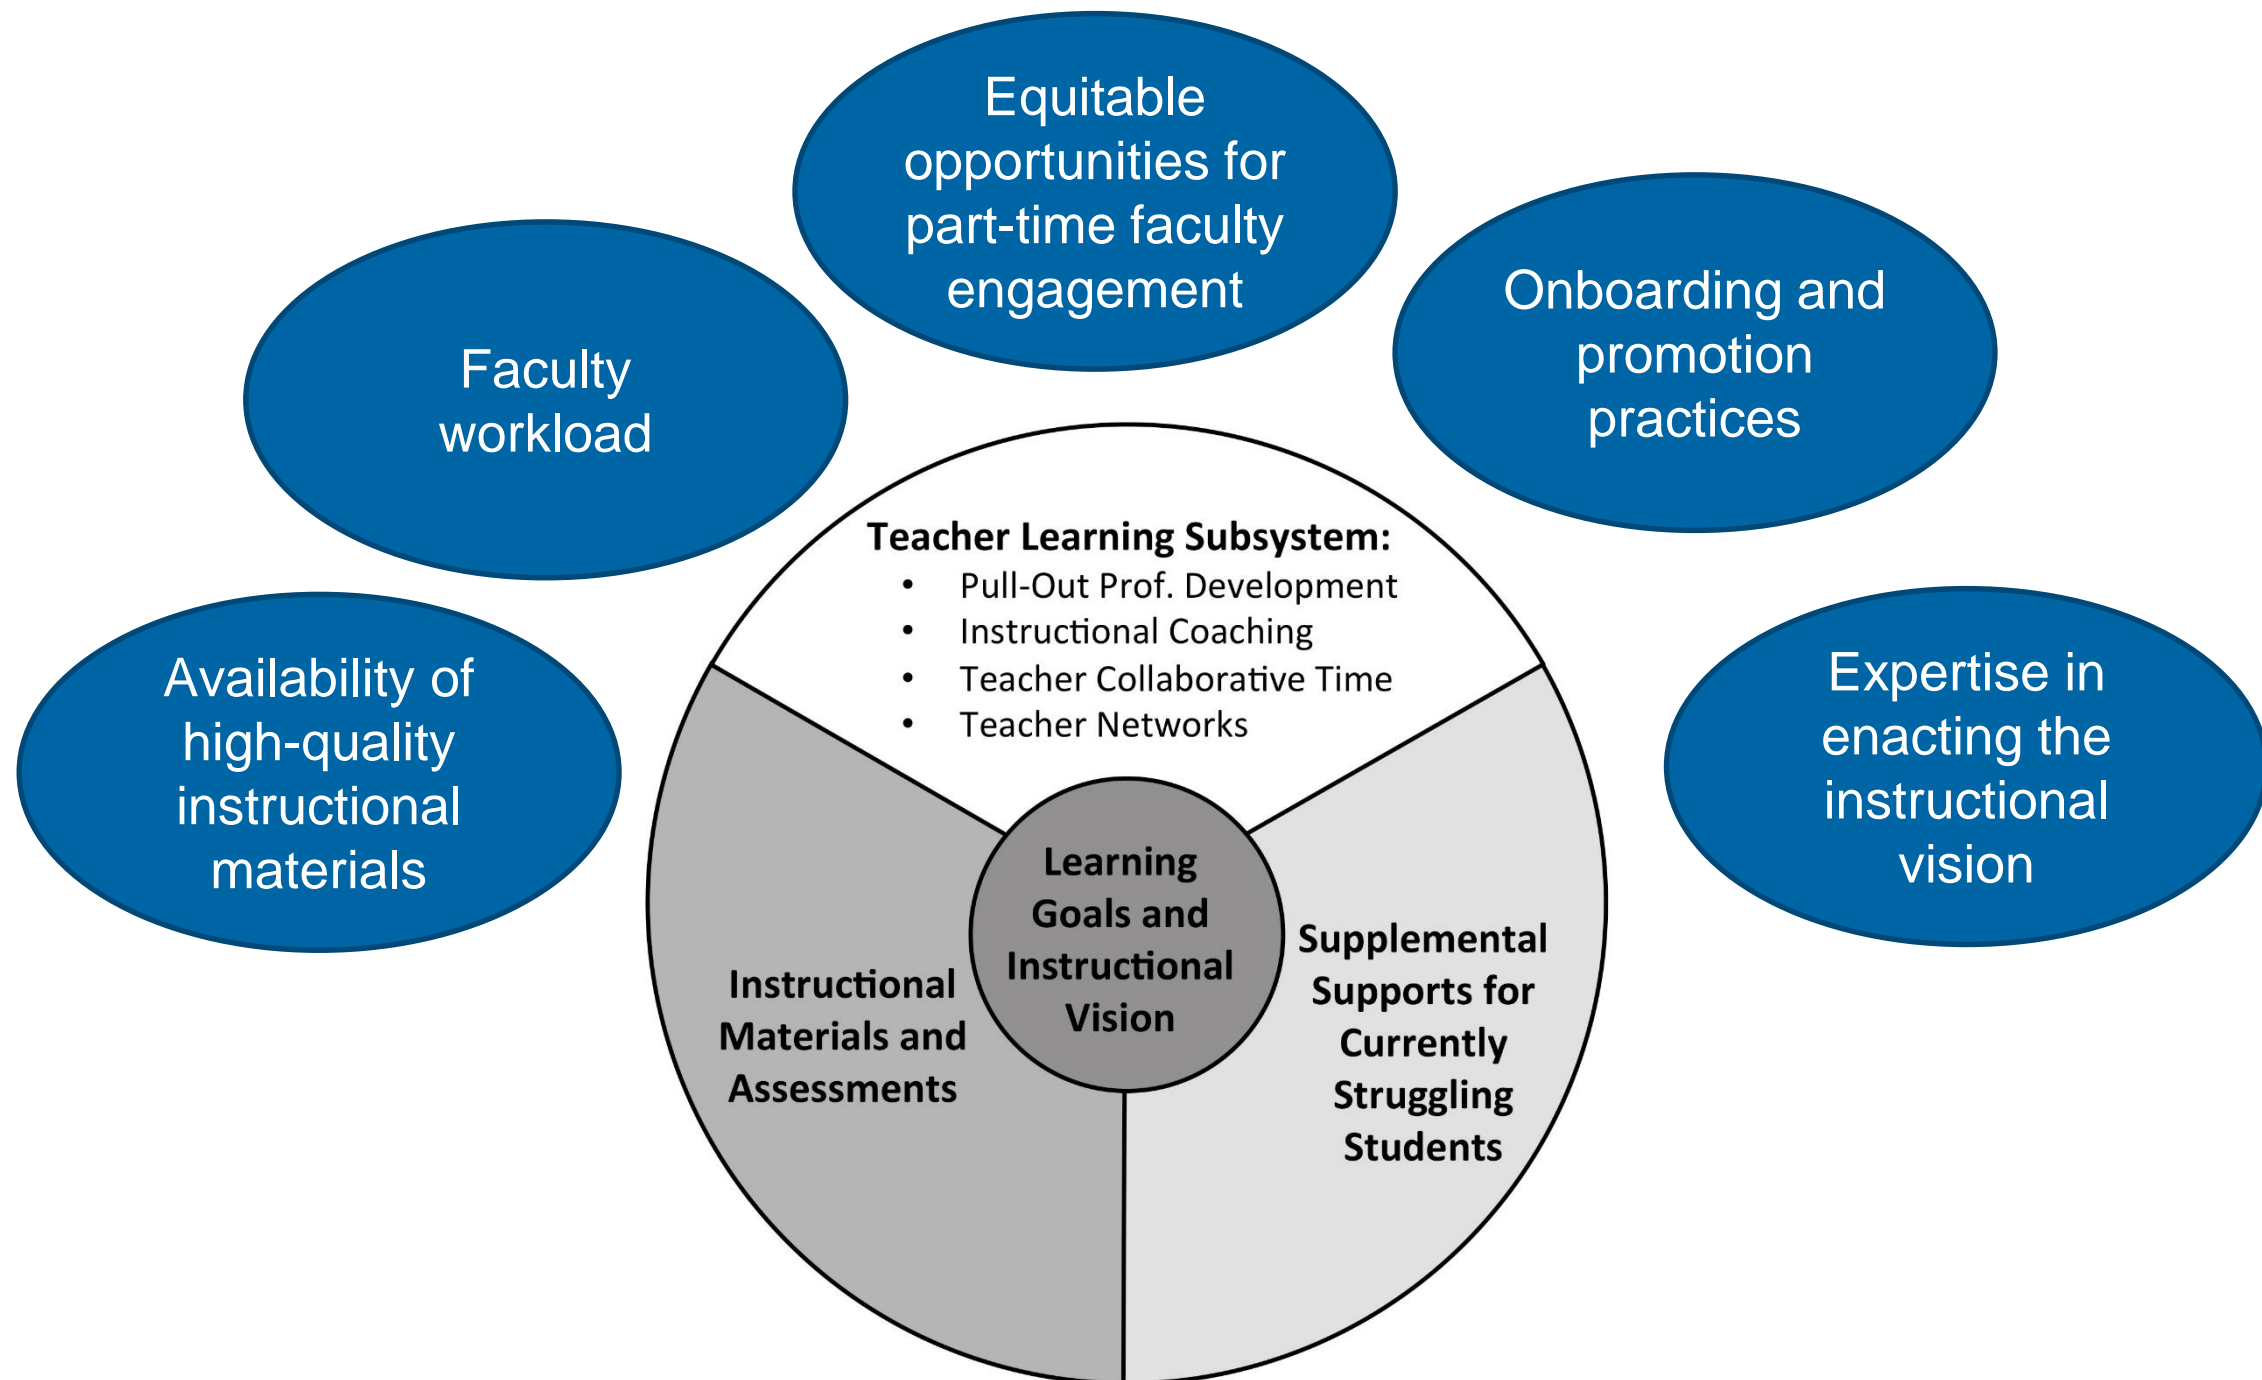 Equitable
opportunities for
part-time faculty
engagement
Onboarding and
promotion
practices
Faculty
workload
Availability of
high-quality
instructional
materials
Expertise in
enacting the
instructional
vision
Teacher Learning Subsystem:
• Pull-Out Prof. Development
• Instructional Coaching
• Teacher Collaborative Time
• Teacher Networks
Learning
Goals and
Instructional
Vision
Instructional
Materials and
Assessments
Supplemental
Supports for
Currently
Struggling
Students